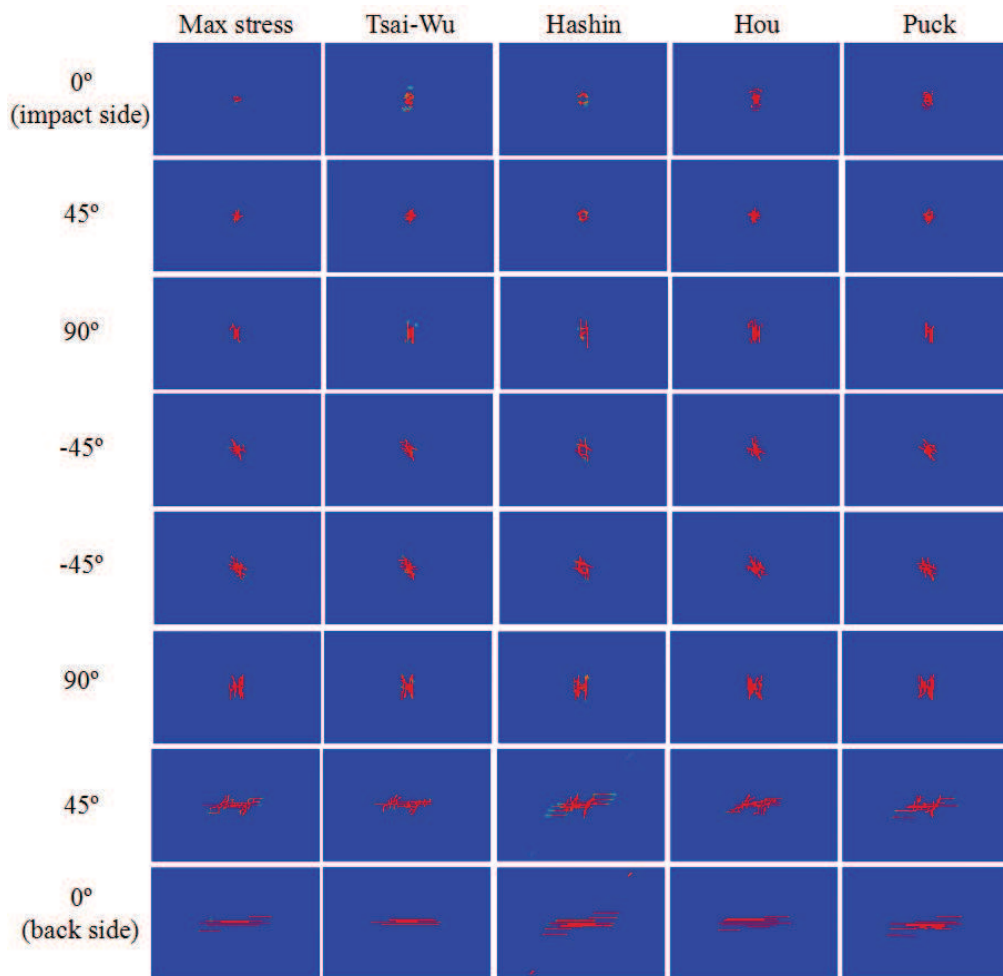 Max stress Tsai-Wu Hashin Hou Puck
0º
(impact side)
45º
90º
-45º
-45º
90º
45º
0º
(back side)